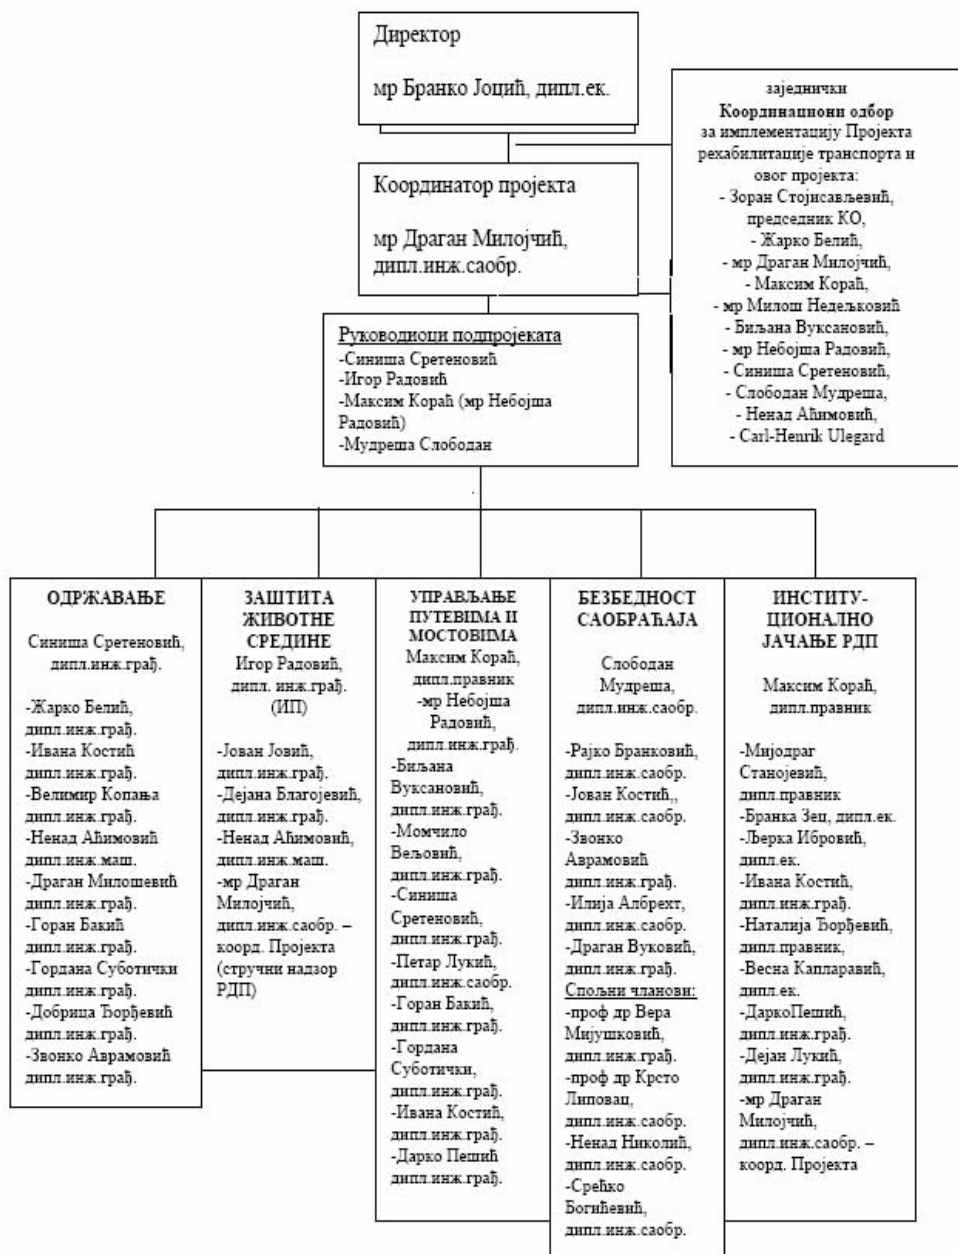 Директор
мр Бранко Јоцић, дипл.ек.
заједнички
Координациони одбор
за имплементацију Пројекта
рехабилитације транспорта и
овог пројекта:
- Зоран Стојисављевић,
председник КО,
- Жарко Белић,
- мр Драган Милојчић,
- Максим Кораћ,
- мр Милош Недељковић
- Биљана Вуксановић,
- мр Небојша Радовић,
- Синиша Сретеновић,
- Слободан Мудреша,
- Ненад Аћимовић,
- Carl-Henrik Ulegard
Координатор пројекта
мр Драган Милојчић,
дипл.инж.саобр.
Руководиоци подпројеката
-Синиша Сретеновић
-Игор Радовић
-Максим Кораћ (мр Небојша
Радовић)
-Мудреша Слободан
ОДРЖАВАЊЕ
Синиша Сретеновић,
дипл.инж.грађ.
-Жарко Белић,
дипл.инж.грађ.
-Ивана Костић
дипл.инж.грађ.
-Велимир Копања
дипл.инж.грађ.
-Ненад Аћимовић
дипл.инж.маш.
-Драган Милошевић
дипл.инж.грађ.
-Горан Бакић
дипл.инж.грађ.
-Гордана Суботички
дипл.инж.грађ.
-Добрица Ђорђевић
дипл.инж.грађ.
-Звонко Аврамовић
дипл.инж.грађ.
ЗАШТИТА
ЖИВОТНЕ
СРЕДИНЕ
Игор Радовић,
дипл. инж.грађ.
(ИП)
-Јован Јовић,
дипл.инж.грађ.
-Дејана Благојевић,
дипл.инж.грађ.
-Ненад Аћимовић,
дипл.инж.маш.
-мр Драган
Милојчић,
дипл.инж.саобр. –
коорд. Пројекта
(стручни надзор
РДП)
УПРАВЉАЊЕ
ПУТЕВИМА И
МОСТОВИМА
Максим Кораћ,
дипл.правник
-мр Небојша
Радовић,
дипл.инж.грађ.
-Биљана
Вуксановић,
дипл.инж.грађ.
-Момчило
Вељовић,
дипл.инж.грађ.
-Синиша
Сретеновић,
дипл.инж.грађ.
-Петар Лукић,
дипл.инж.саобр.
-Горан Бакић,
дипл.инж.грађ.
-Гордана
Суботички,
дипл.инж.грађ.
-Ивана Костић,
дипл.инж.грађ.
-Дарко Пешић
дипл.инж.грађ.
БЕЗБЕДНОСТ
САОБРАЋАЈА
Слободан
Мудреша,
дипл.инж.саобр.
-Рајко Бранковић,
дипл.инж.саобр.
-Јован Костић,,
дипл.инж.саобр.
-Звонко
Аврамовић
дипл.инж.грађ.
-Илија Албрехт,
дипл.инж.саобр.
-Драган Вуковић,
дипл.инж.грађ.
Спољни чланови:
-проф др Вера
Мијушковић,
дипл.инж.грађ.
-проф др Крсто
Липовац,
дипл.инж.саобр.
-Ненад Николић,
дипл.инж.саобр.
-Срећко
Богићевић,
дипл.инж.саобр.
ИНСТИТУ-
ЦИОНАЛНО
ЈАЧАЊЕ РДП
Максим Кораћ,
дипл.правник
-Мијодраг
Станојевић,
дипл.правник
-Бранка Зец, дипл.ек.
-Љерка Ибровић,
дипл.ек.
-Ивана Костић,
дипл.инж.грађ.
-Наталија Ђорђевић,
дипл.правник,
-Весна Капларавић,
дипл.ек.
-ДаркоПешић,
дипл.инж.грађ.
-Дејан Лукић,
дипл.инж.грађ.
-мр Драган
Милојчић,
дипл.инж.саобр. –
коорд. Пројекта